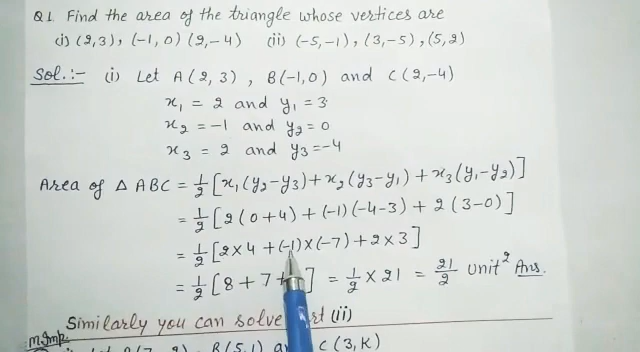 Q1. Find the area of the triangle whose vertices are
(i) (2,3), (-1,0) (2,-4) (ii) (-5,-1), (3,-5), (5,2)
Sol.:- (i) Let A(2,3), B(-1,0) and C(2,-4)
x₁ = 2 and y₁ = 3
x₂ = -1 and y₂ = 0
x₃ = 2 and y₃ = -4
Area of Δ ABC = 1/2 [x₁(y₂-y₃)+x₂(y₃-y₁)+x₃(y₁-y₂)]
= 1/2 [2(0+4) + (-1)(-4-3) + 2(3-0)]
= 1/2 [2×4 +(-1)×(-7)+2×3]
= 1/2 [8+7+ ] = 1/2 × 21 = 21/2 Unit² Ans.
Similarly you can solve (ii)
M.Imp.
B(5,1) C(3,K)